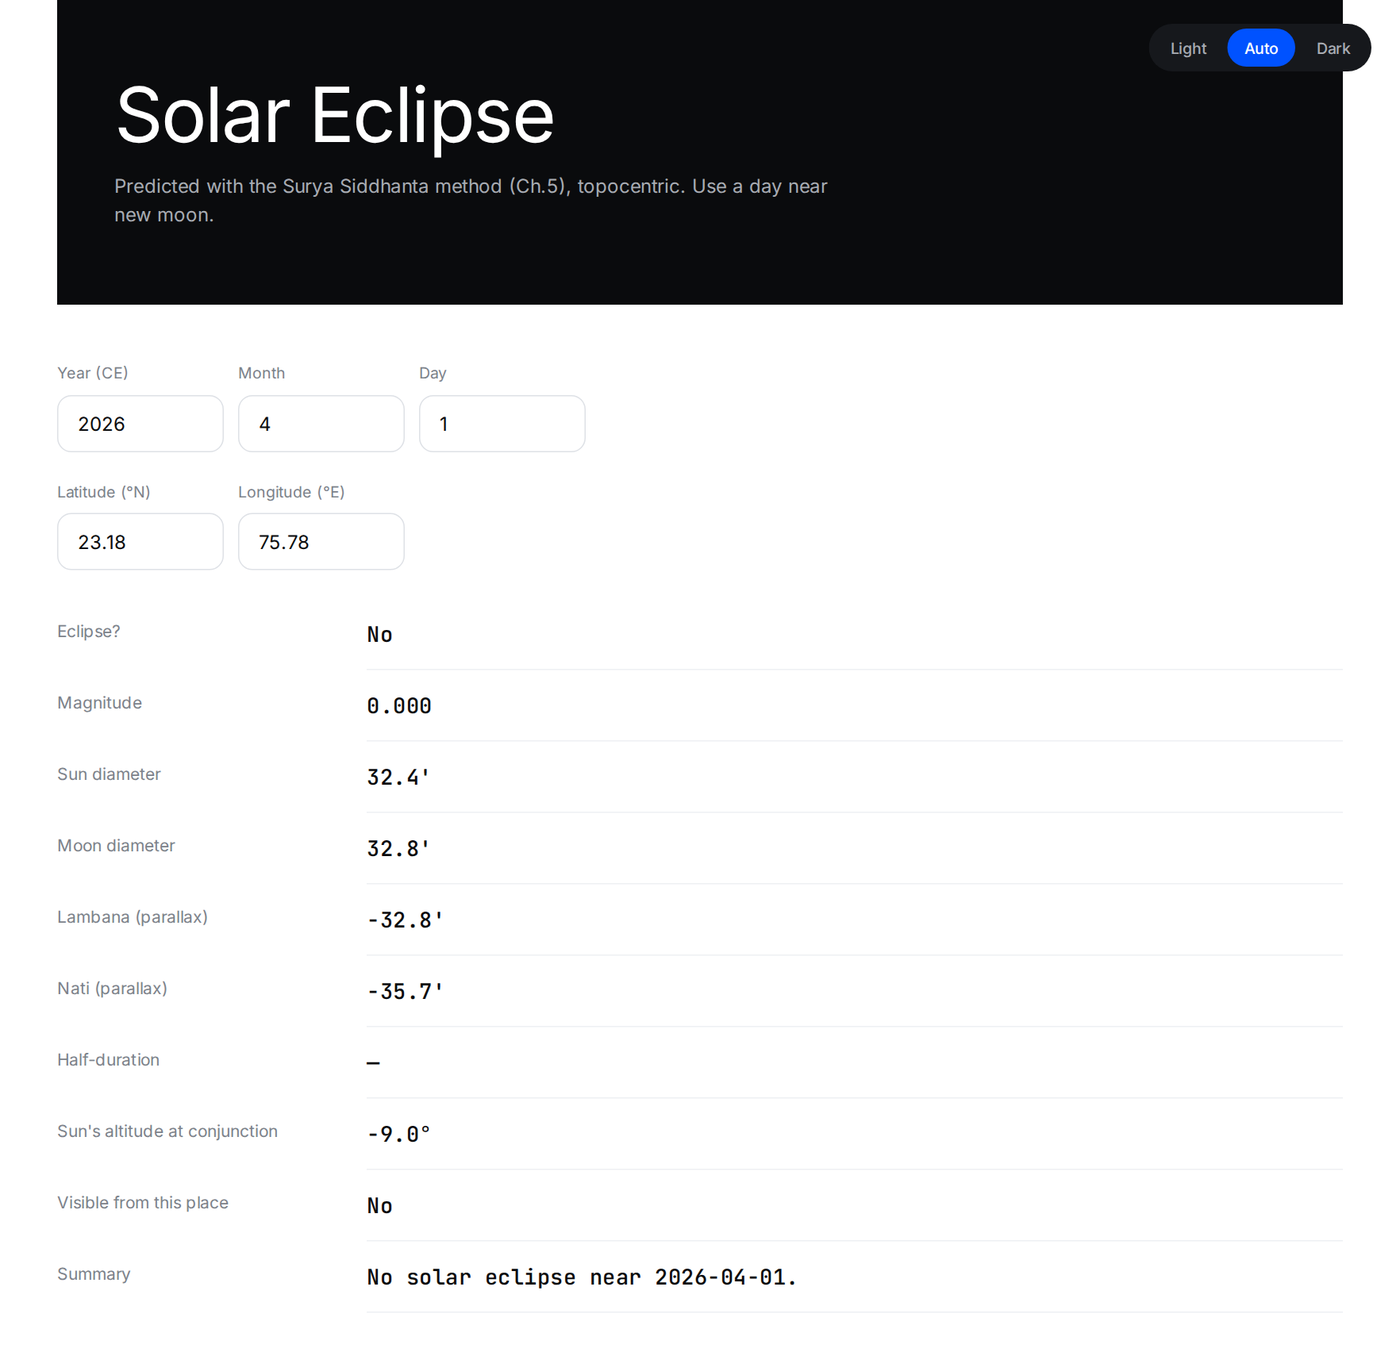 Light Auto Dark
Solar Eclipse
Predicted with the Surya Siddhanta method (Ch.5), topocentric. Use a day near
new moon.
Year (CE) Month Day
2026 4 1
Latitude (°N) Longitude (°E)
23.18 75.78
Eclipse? No
Magnitude 0.000
Sun diameter 32.4'
Moon diameter 32.8'
Lambana (parallax) -32.8'
Nati (parallax) -35.7'
Half-duration —
Sun's altitude at conjunction -9.0°
Visible from this place No
Summary No solar eclipse near 2026-04-01.